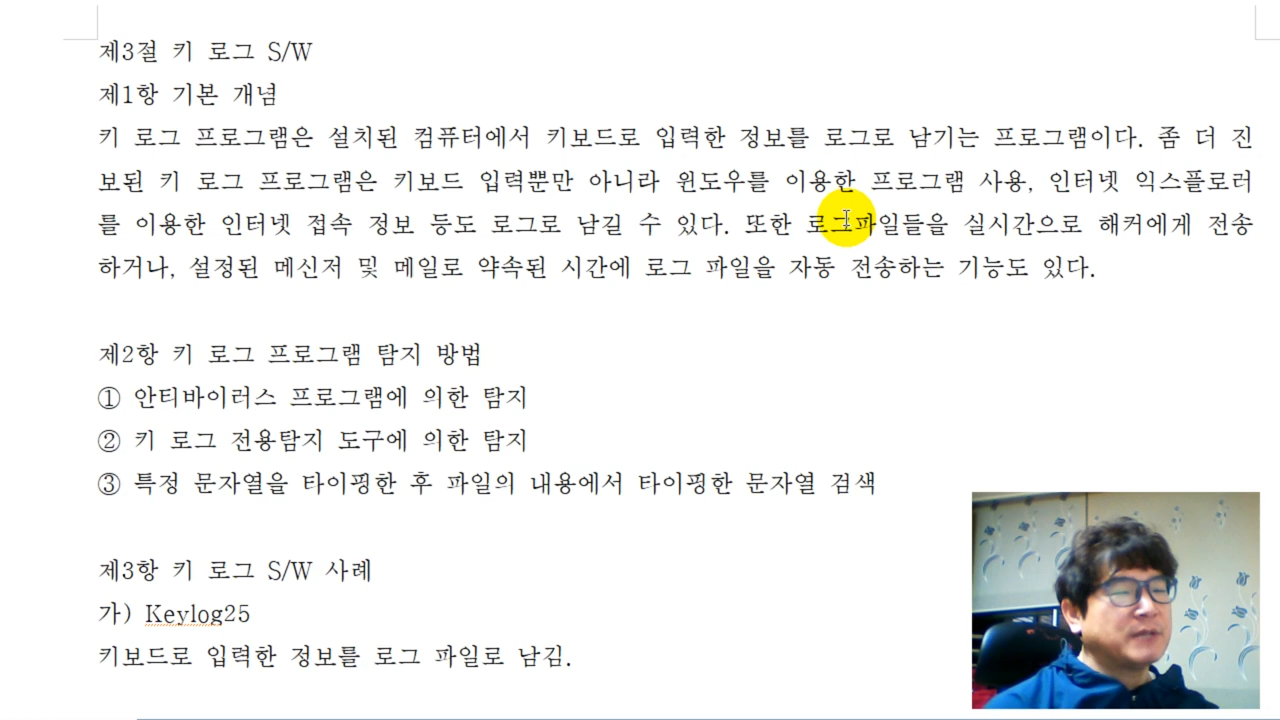 제3절 키 로그 S/W
제1항 기본 개념
키 로그 프로그램은 설치된 컴퓨터에서 키보드로 입력한 정보를 로그로 남기는 프로그램이다. 좀 더 진
보된 키 로그 프로그램은 키보드 입력뿐만 아니라 윈도우를 이용한 프로그램 사용, 인터넷 익스플로러
를 이용한 인터넷 접속 정보 등도 로그로 남길 수 있다. 또한 로그파일들을 실시간으로 해커에게 전송
하거나, 설정된 메신저 및 메일로 약속된 시간에 로그 파일을 자동 전송하는 기능도 있다.
제2항 키 로그 프로그램 탐지 방법
① 안티바이러스 프로그램에 의한 탐지
② 키 로그 전용탐지 도구에 의한 탐지
③ 특정 문자열을 타이핑한 후 파일의 내용에서 타이핑한 문자열 검색
제3항 키 로그 S/W 사례
가) Keylog25
키보드로 입력한 정보를 로그 파일로 남김.